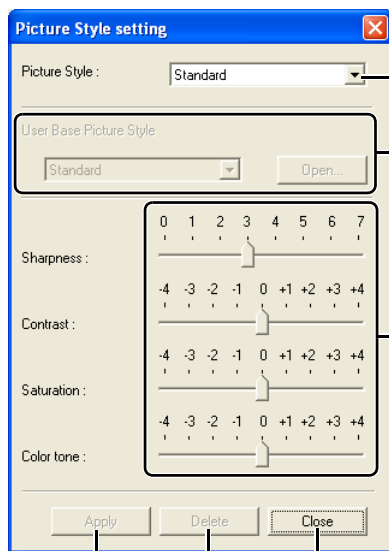 Picture Style setting
Picture Style : Standard
User Base Picture Style
Standard Open...
0 1 2 3 4 5 6 7
Sharpness :
-4 -3 -2 -1 0 +1 +2 +3 +4
Contrast :
-4 -3 -2 -1 0 +1 +2 +3 +4
Saturation :
-4 -3 -2 -1 0 +1 +2 +3 +4
Color tone :
Apply Delete Close